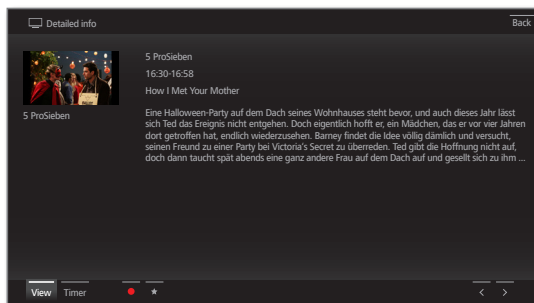 Detailed info
Back
5 ProSieben
16:30-16:58
How I Met Your Mother
5 ProSieben
Eine Halloween-Party auf dem Dach seines Wohnhauses steht bevor, und auch dieses Jahr lässt
sich Ted das Ereignis nicht entgehen. Doch eigentlich hofft er, ein Mädchen, das er vor vier Jahren
dort getroffen hat, endlich wiederzusehen. Barney findet die Idee völlig dämlich und versucht,
seinen Freund zu einer Party bei Victoria's Secret zu überreden. Ted gibt die Hoffnung nicht auf,
doch dann taucht spät abends eine ganz andere Frau auf dem Dach auf und gesellt sich zu ihm ...
View Timer